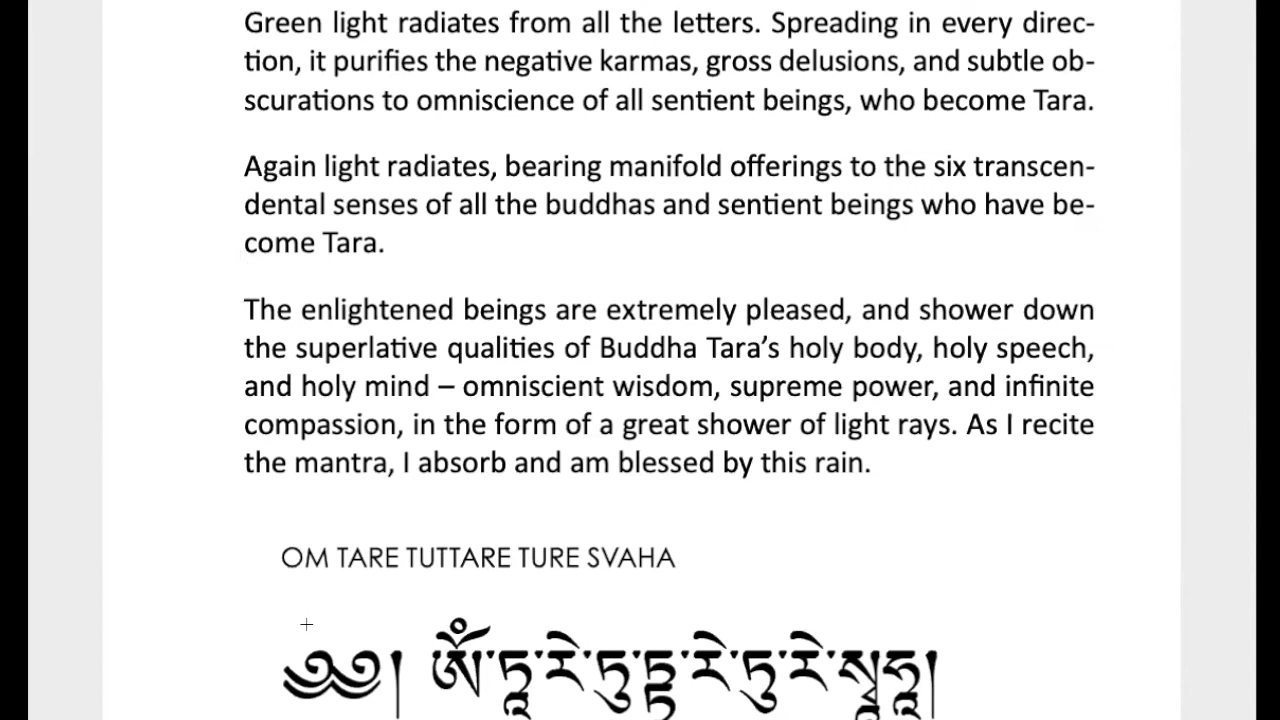 Green light radiates from all the letters. Spreading in every direc-
tion, it purifies the negative karmas, gross delusions, and subtle ob-
scurations to omniscience of all sentient beings, who become Tara.
Again light radiates, bearing manifold offerings to the six transcen-
dental senses of all the buddhas and sentient beings who have be-
come Tara.
The enlightened beings are extremely pleased, and shower down
the superlative qualities of Buddha Tara’s holy body, holy speech,
and holy mind – omniscient wisdom, supreme power, and infinite
compassion, in the form of a great shower of light rays. As I recite
the mantra, I absorb and am blessed by this rain.
OM TARE TUTTARE TURE SVAHA
༄༅། ༀ་ཏཱ་རེ་ཏུ་ཏྟཱ་རེ་ཏུ་རེ་སྭཱ་ཧཱ།